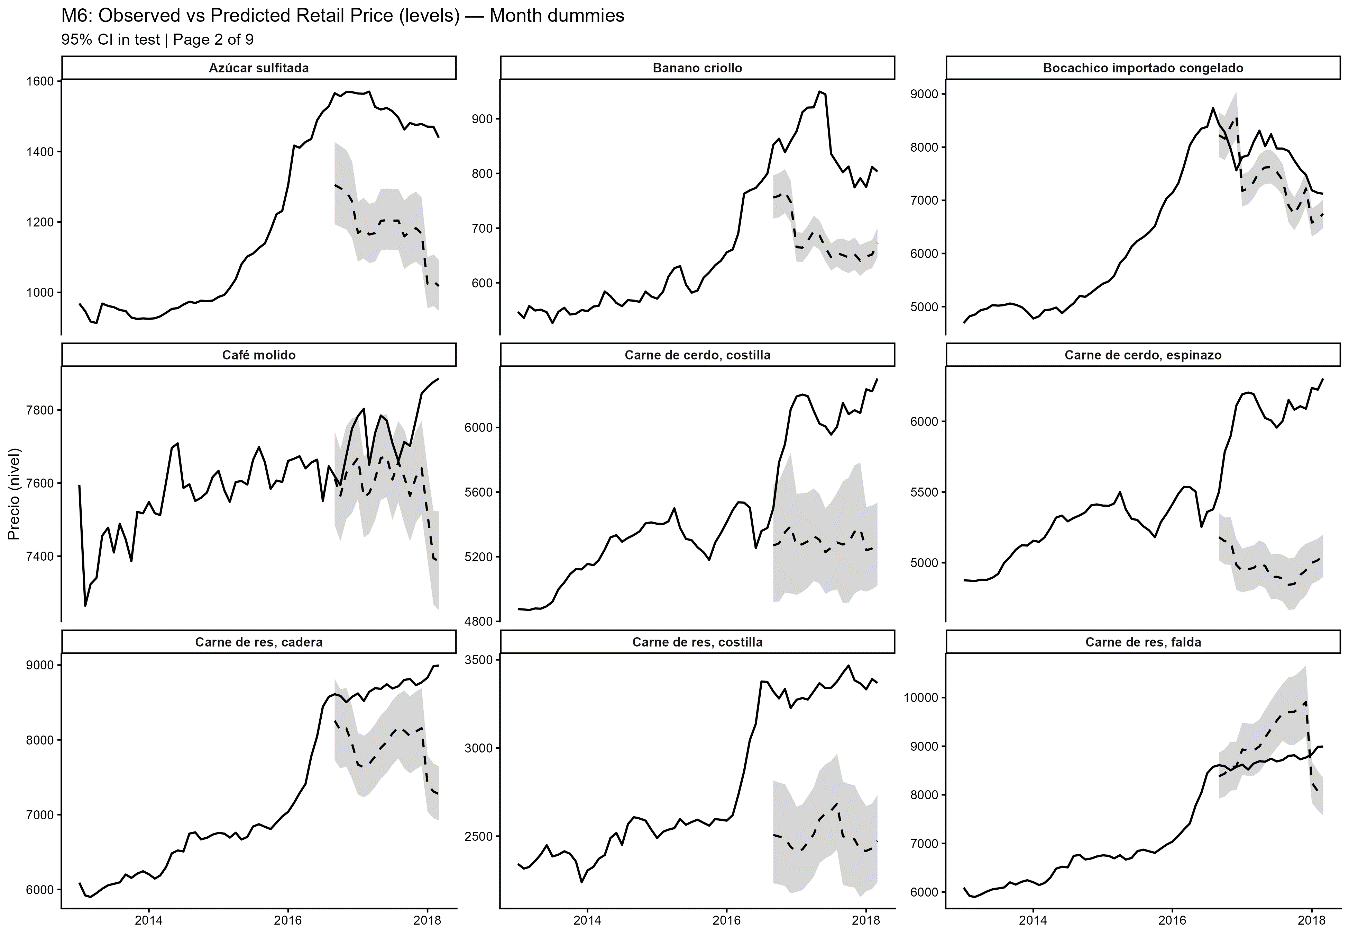 M6: Observed vs Predicted Retail Price (levels) — Month dummies
95% CI in test | Page 2 of 9
Azúcar sulfitada
Banano criollo
Bocachico importado congelado
1600
1400
1200
1000
900
800
700
600
9000
8000
7000
6000
5000
Café molido
Carne de cerdo, costilla
Carne de cerdo, espinazo
7800
7600
7400
6000
5600
5200
4800
6000
5500
5000
Precio (nivel)
Carne de res, cadera
Carne de res, costilla
Carne de res, falda
9000
8000
7000
6000
3500
3000
2500
10000
9000
8000
7000
6000
2014 2016 2018
2014 2016 2018
2014 2016 2018